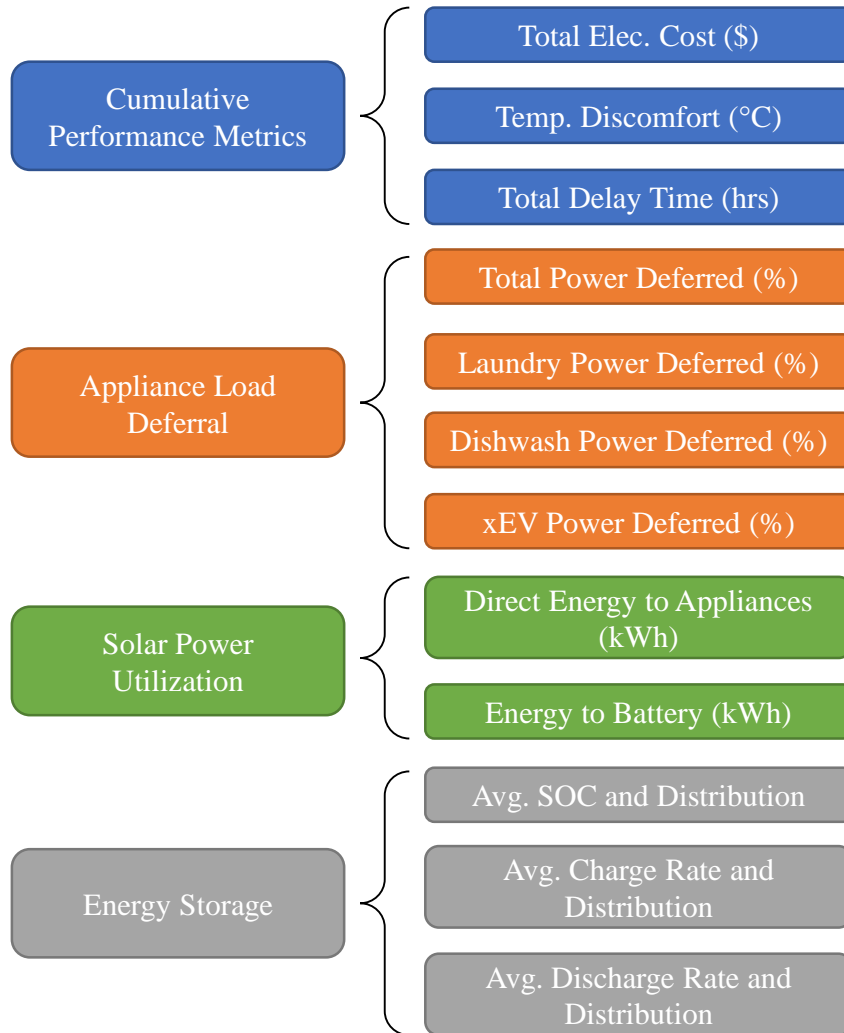 Cumulative
Performance Metrics
Total Elec. Cost ($)
Temp. Discomfort (°C)
Total Delay Time (hrs)
Appliance Load
Deferral
Total Power Deferred (%)
Laundry Power Deferred (%)
Dishwash Power Deferred (%)
xEV Power Deferred (%)
Solar Power
Utilization
Direct Energy to Appliances
(kWh)
Energy to Battery (kWh)
Energy Storage
Avg. SOC and Distribution
Avg. Charge Rate and
Distribution
Avg. Discharge Rate and
Distribution